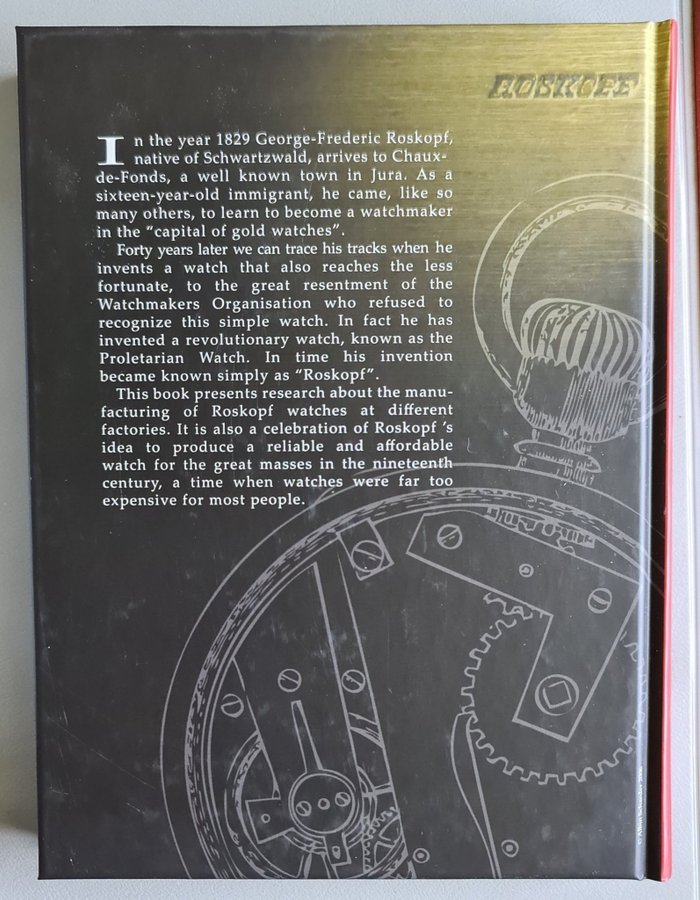 ROSKOPF
In the year 1829 George-Frederic Roskopf,
native of Schwartzwald, arrives to Chaux-
de-Fonds, a well known town in Jura. As a
sixteen-year-old immigrant, he came, like so
many others, to learn to become a watchmaker
in the "capital of gold watches".
Forty years later we can trace his tracks when he
invents a watch that also reaches the less
fortunate, to the great resentment of the
Watchmakers Organisation who refused to
recognize this simple watch. In fact he has
invented a revolutionary watch, known as the
Proletarian Watch. In time his invention
became known simply as "Roskopf".
This book presents research about the manu-
facturing of Roskopf watches at different
factories. It is also a celebration of Roskopf 's
idea to produce a reliable and affordable
watch for the great masses in the nineteenth
century, a time when watches were far too
expensive for most people.